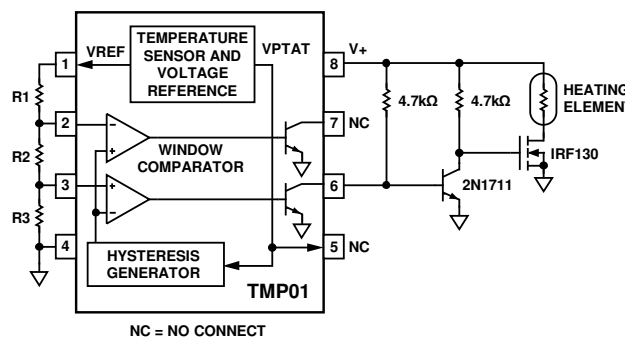 TEMPERATURE
SENSOR AND
VOLTAGE
REFERENCE
VREF
VPTAT
1
8
V+
R1
4.7kΩ
4.7kΩ
HEATING
ELEMENT
2
7
NC
WINDOW
COMPARATOR
IRF130
R2
3
6
2N1711
R3
4
5
NC
HYSTERESIS
GENERATOR
TMP01
NC = NO CONNECT